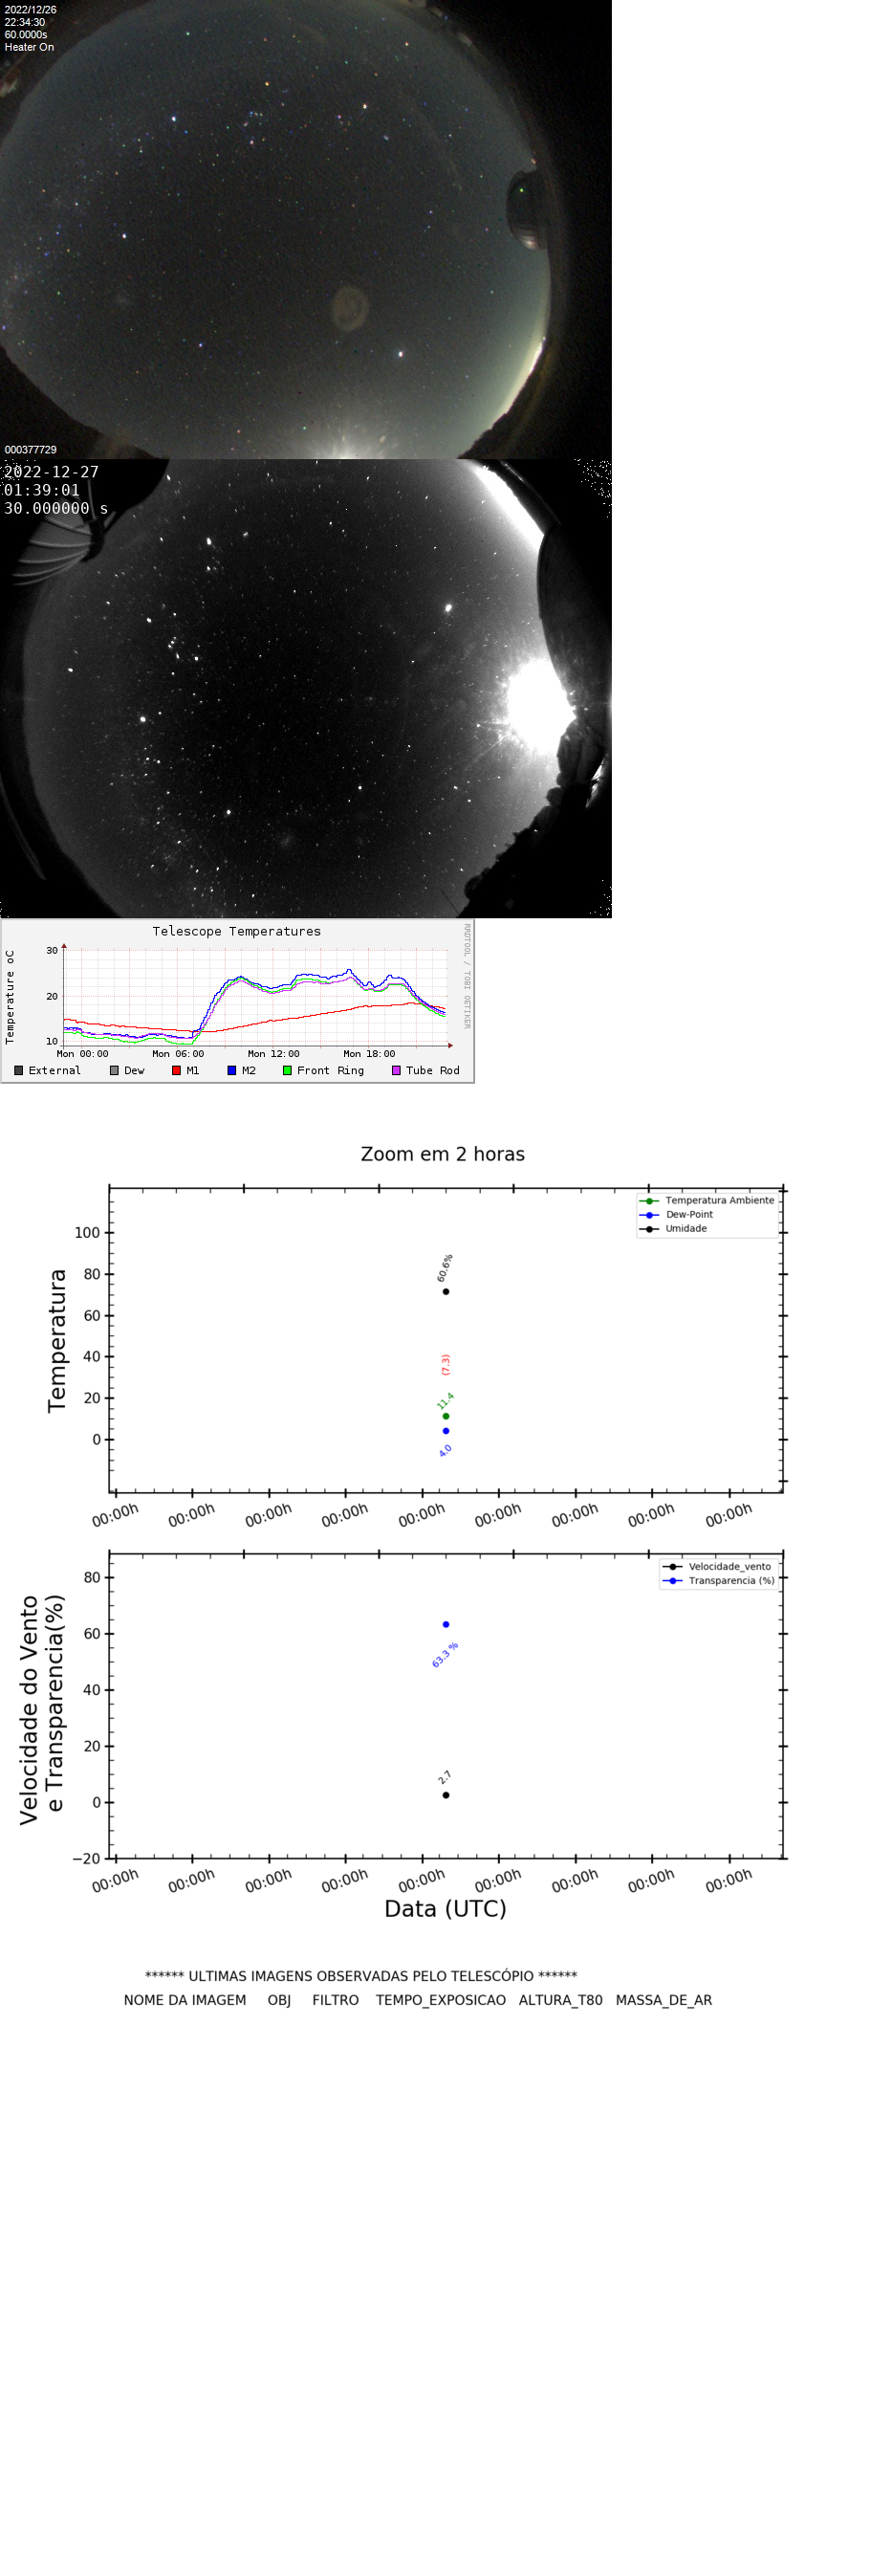 2022/12/26
22:34:30
60.0000s
Heater On
000377729
2022-12-27
01:39:01
30.000000 s
Telescope Temperatures
RRDTOOL / TOBI OETIKER
Temperature oC
30
20
10
Mon 00:00 Mon 06:00 Mon 12:00 Mon 18:00
External Dew M1 M2 Front Ring Tube Rod
Zoom em 2 horas
Temperatura Ambiente
Dew-Point
Umidade
Temperatura
100
80
60
40
20
0
60.6%
(7.3)
11.4
4.0
00:00h 00:00h 00:00h 00:00h 00:00h 00:00h 00:00h 00:00h 00:00h
Velocidade_vento
Transparencia (%)
Velocidade do Vento
e Transparencia(%)
80
60
40
20
0
−20
63.3 %
2.7
00:00h 00:00h 00:00h 00:00h 00:00h 00:00h 00:00h 00:00h 00:00h
Data (UTC)
****** ULTIMAS IMAGENS OBSERVADAS PELO TELESCÓPIO ******
NOME DA IMAGEM OBJ FILTRO TEMPO_EXPOSICAO ALTURA_T80 MASSA_DE_AR